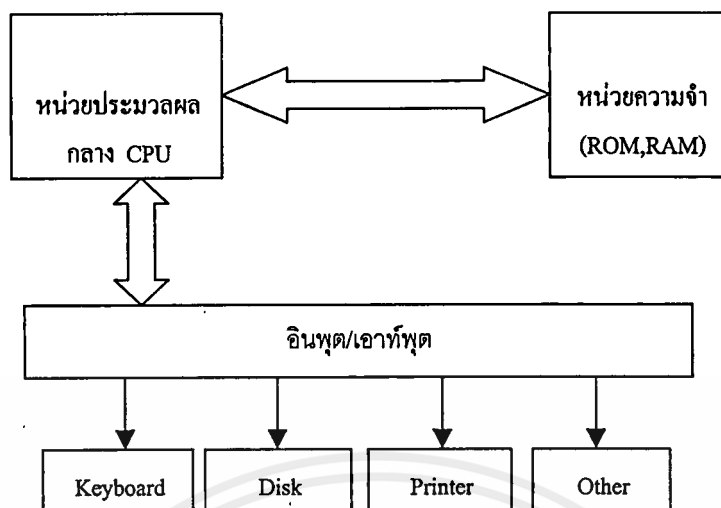 หน่วยประมวลผล
กลาง CPU
หน่วยความจำ
(ROM,RAM)
อินพุต/เอาท์พุต
Keyboard
Disk
Printer
Other